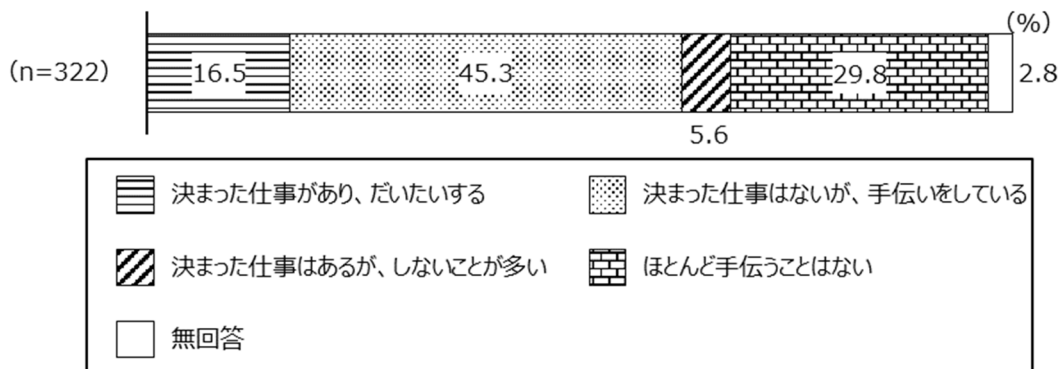 (%)
(n=322) 16.5 45.3 29.8 2.8
5.6
決まった仕事があり、だいたいする 決まった仕事はないが、手伝いをしている
決まった仕事はあるが、しないことが多い ほとんど手伝うことはない
無回答